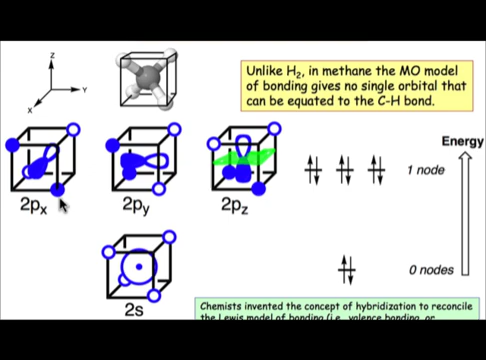 Z
Y
X
Unlike H2, in methane the MO model
of bonding gives no single orbital that
can be equated to the C-H bond.
Energy
1 node
2px
2py
2pz
0 nodes
2s
Chemists invented the concept of hybridization to reconcile
the Lewis model of bonding (i.e., valence bonding, or